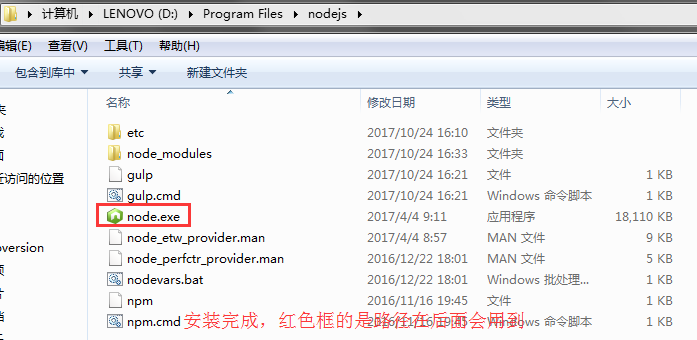 计算机 ▸ LENOVO (D:) ▸ Program Files ▸ nodejs ▸
编辑(E) 查看(V) 工具(T) 帮助(H)
包含到库中 共享 新建文件夹
名称 修改日期 类型 大小
etc 2017/10/24 16:10 文件夹
node_modules 2017/10/24 16:33 文件夹
近访问的位置
gulp 2017/10/24 16:21 文件 1 KB
gulp.cmd 2017/10/24 16:21 Windows 命令脚本 1 KB
node.exe 2017/4/4 9:11 应用程序 18,110 KB
node_etw_provider.man 2017/4/4 8:57 MAN 文件 9 KB
oversion
node_perfctr_provider.man 2016/12/22 18:01 MAN 文件 5 KB
nodevars.bat 2016/12/22 18:01 Windows 批处理... 1 KB
npm 2016/11/16 19:45 文件 1 KB
npm.cmd 2016/11/16 19:45 Windows 命令脚本 1 KB
安装完成，红色框的是路径在后面会用到